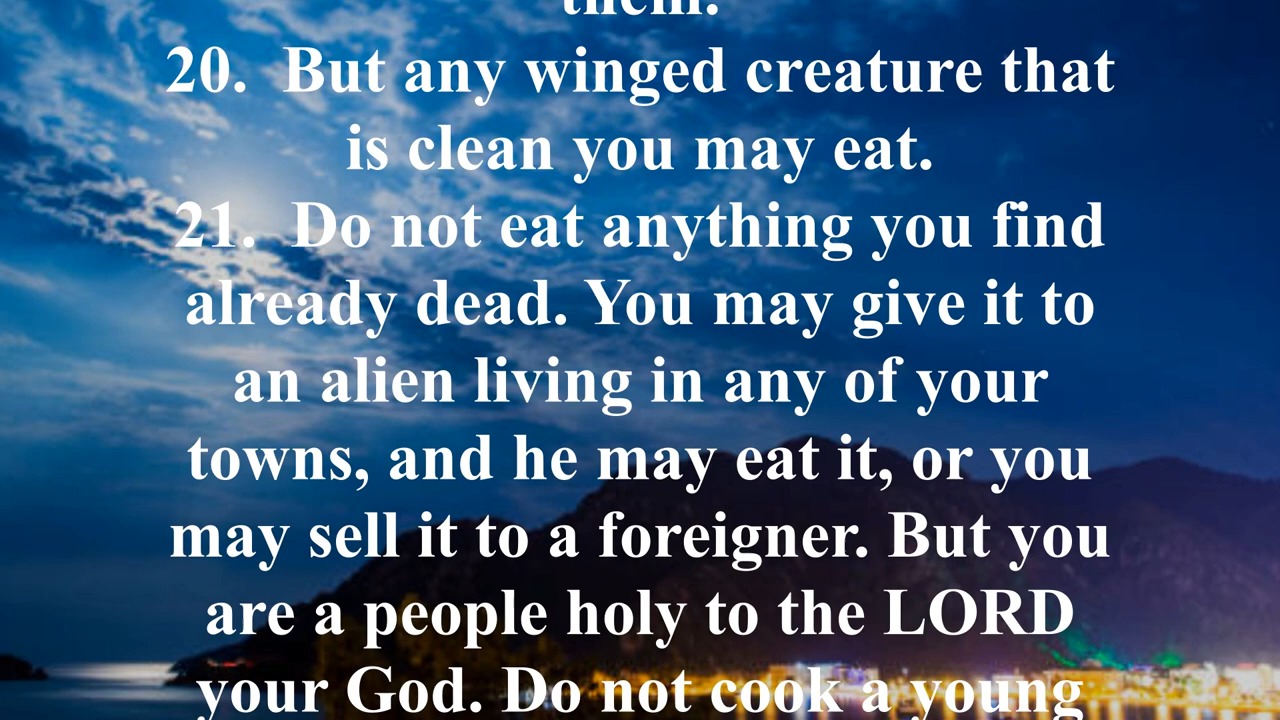 them.
20. But any winged creature that
is clean you may eat.
21. Do not eat anything you find
already dead. You may give it to
an alien living in any of your
towns, and he may eat it, or you
may sell it to a foreigner. But you
are a people holy to the LORD
your God. Do not cook a young